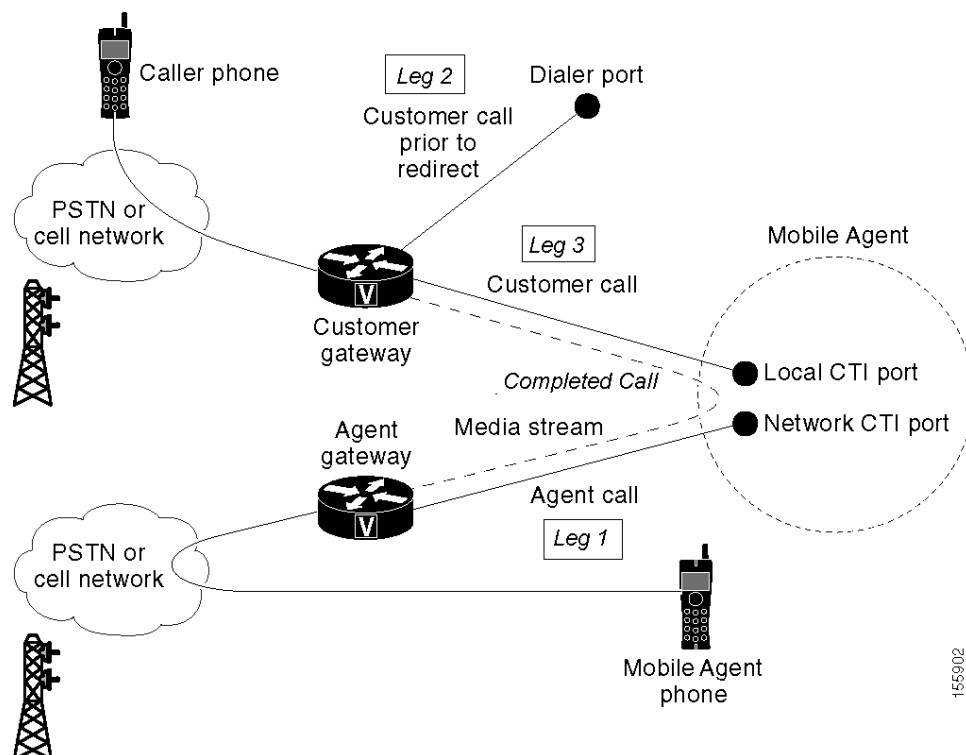 Caller phone
Leg 2
Customer call
prior to
redirect
Dialer port
PSTN or
cell network
Leg 3
Customer call
Mobile Agent
V
Customer
gateway
Completed Call
Local CTI port
Network CTI port
Media stream
Agent
gateway
V
Agent call
Leg 1
PSTN or
cell network
Mobile Agent
phone
155902